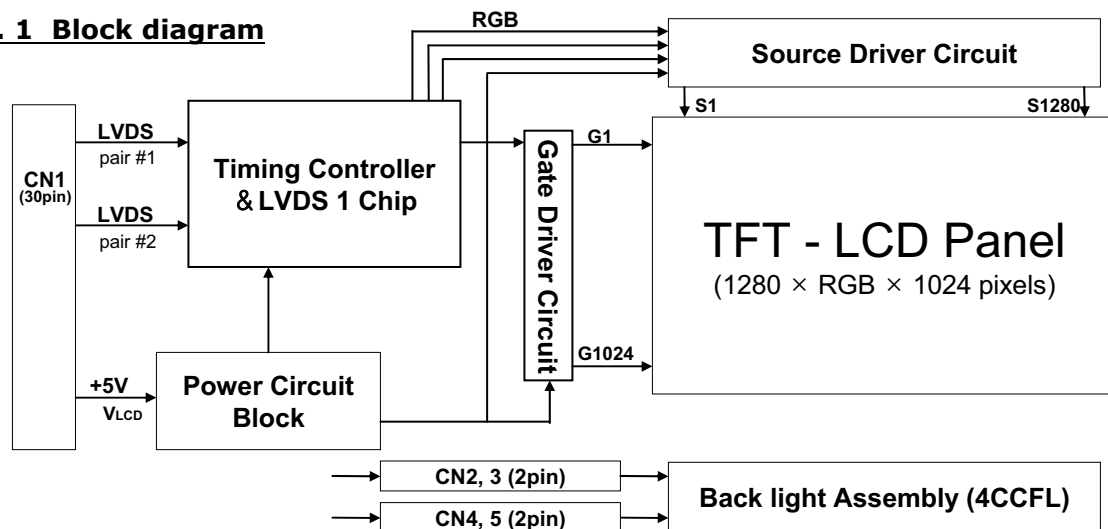 . 1 Block diagram
RGB
Source Driver Circuit
S1
S1280
CN1
(30pin)
LVDS
pair #1
LVDS
pair #2
Timing Controller
& LVDS 1 Chip
Gate Driver Circuit
G1
G1024
TFT - LCD Panel
(1280 × RGB × 1024 pixels)
+5V
VLCD
Power Circuit
Block
CN2, 3 (2pin)
CN4, 5 (2pin)
Back light Assembly (4CCFL)